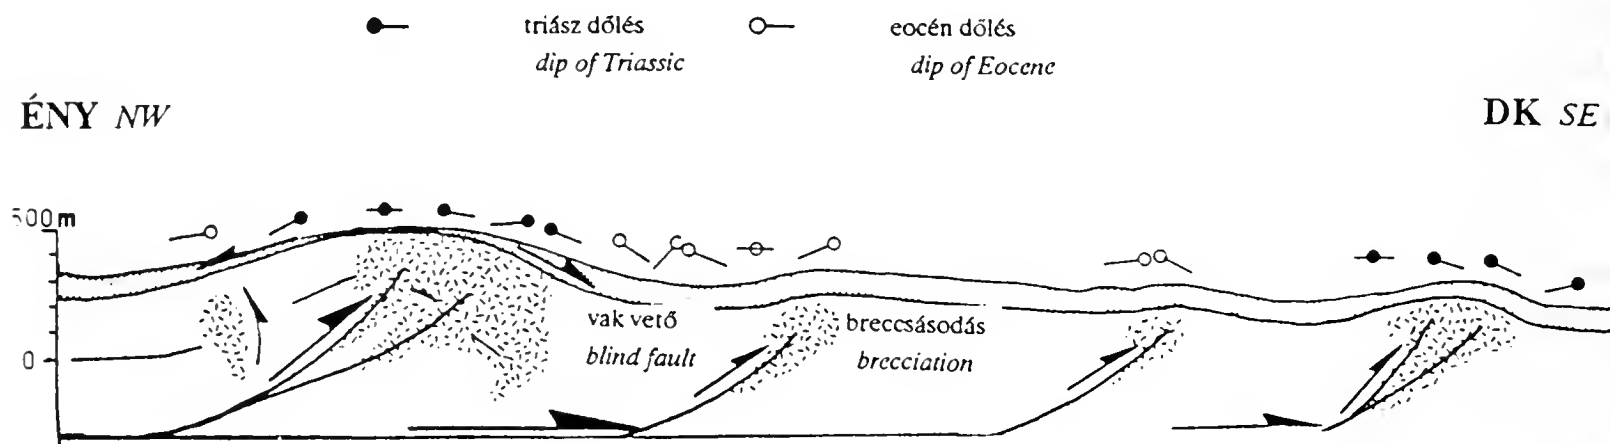 triász dőlés eocén dőlés
dip of Triassic dip of Eocene
ÉNY NW DK SE
500 m
vak vető breccsásodás
blind fault brecciation
0